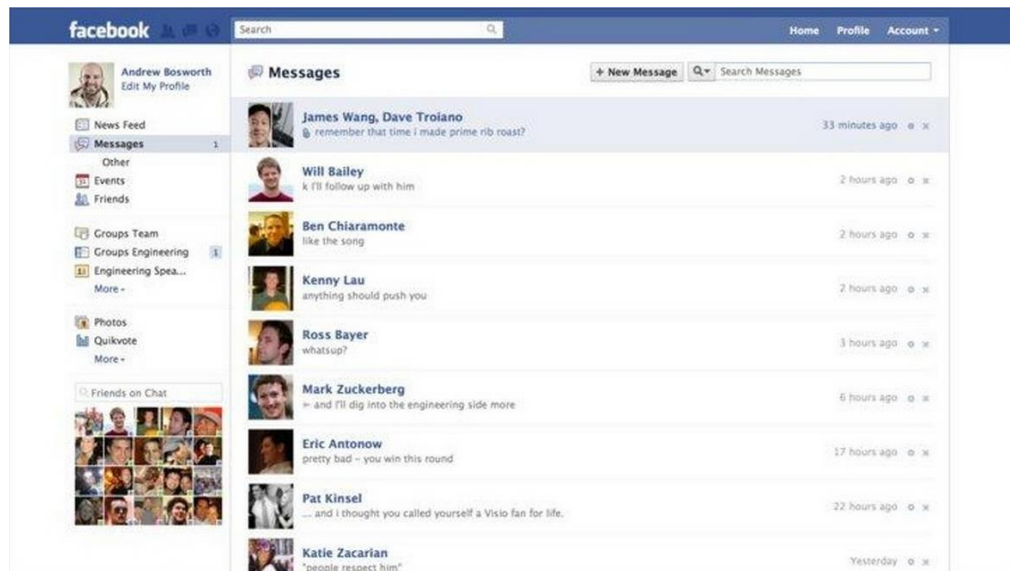 facebook
Search
Home Profile Account
Andrew Bosworth
Edit My Profile
News Feed
Messages 1
Other
Events
Friends
Groups Team
Groups Engineering 1
Engineering Spea...
More
Photos
Quikvote
More
Friends on Chat
Messages
+ New Message
Search Messages
James Wang, Dave Troiano
remember that time i made prime rib roast?
33 minutes ago
Will Bailey
k I'll follow up with him
2 hours ago
Ben Chiaramonte
like the song
2 hours ago
Kenny Lau
anything should push you
2 hours ago
Ross Bayer
whatsup?
3 hours ago
Mark Zuckerberg
and I'll dig into the engineering side more
6 hours ago
Eric Antonow
pretty bad – you win this round
17 hours ago
Pat Kinsel
... and i thought you called yourself a Visio fan for life.
22 hours ago
Katie Zacarian
"people respect him"
Yesterday